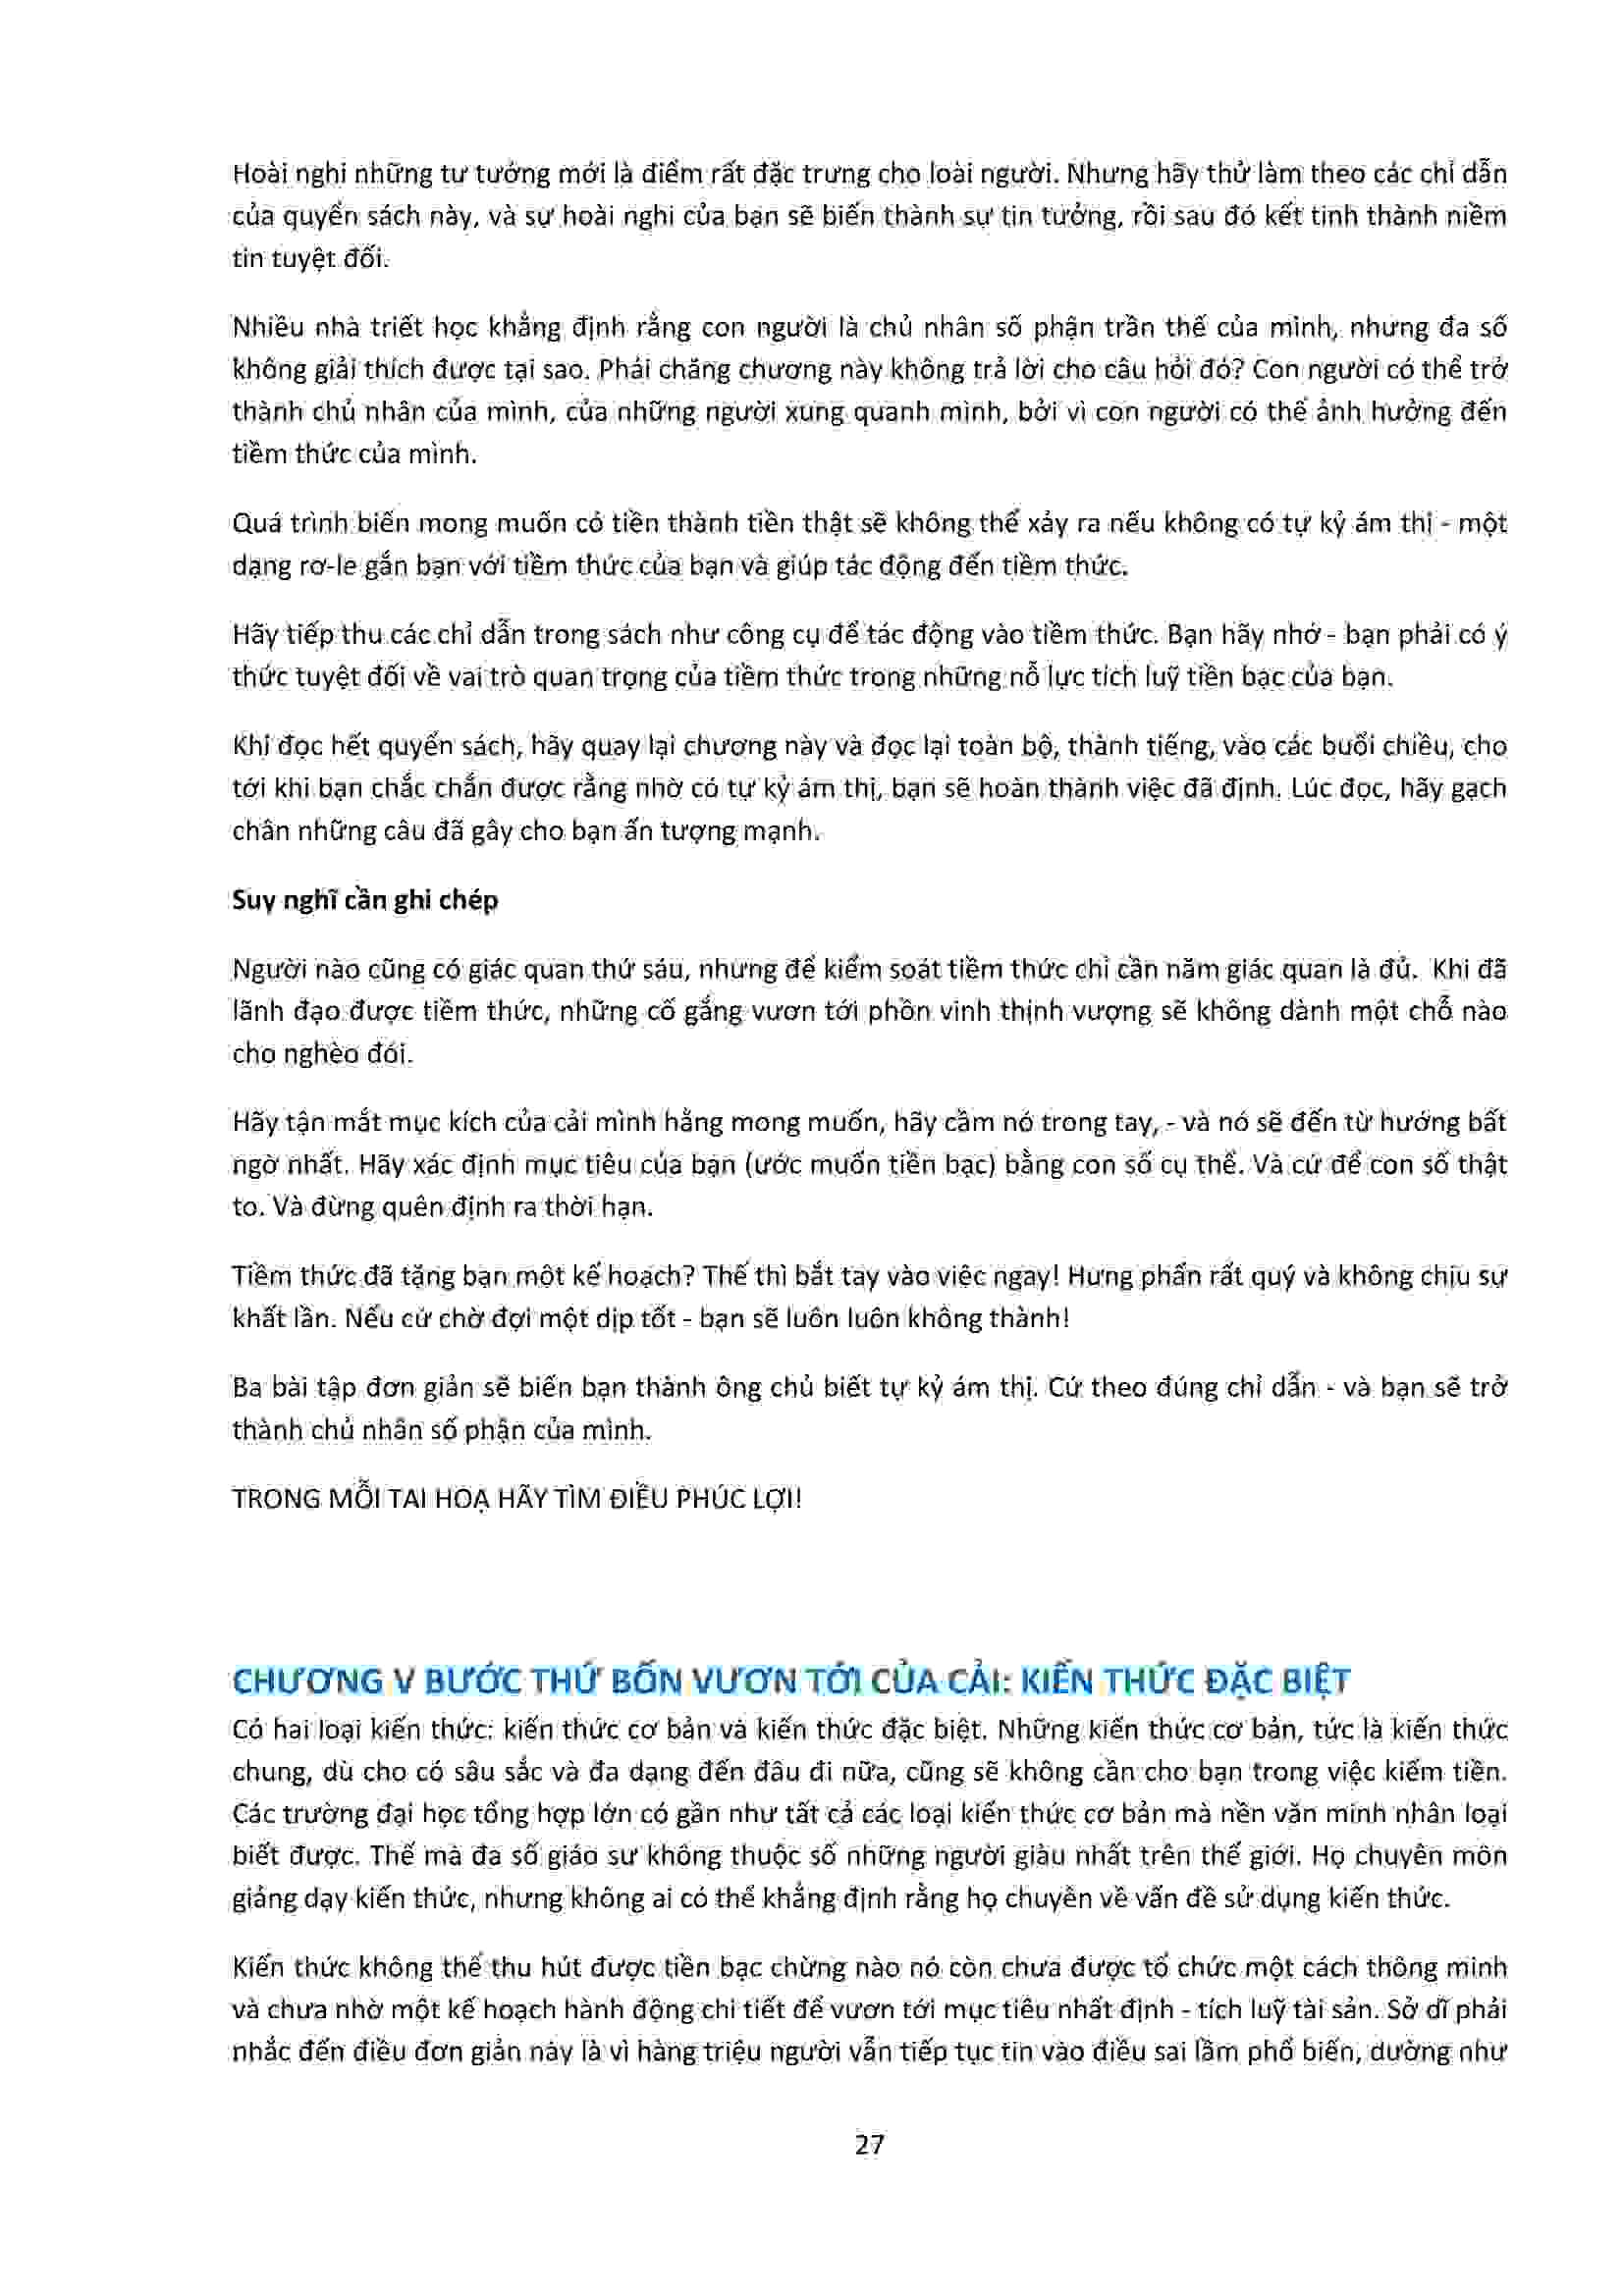 Hoài nghi những tư tưởng mới là điểm rất đặc trưng cho loài người. Nhưng hãy thử làm theo các chỉ dẫn
của quyển sách này, và sự hoài nghi của bạn sẽ biến thành sự tin tưởng, rồi sau đó kết tinh thành niềm
tin tuyệt đối.
Nhiều nhà triết học khẳng định rằng con người là chủ nhân số phận trần thế của mình, nhưng đa số
không giải thích được tại sao. Phải chăng chương này không trả lời cho câu hỏi đó? Con người có thể trở
thành chủ nhân của mình, của những người xung quanh mình, bởi vì con người có thể ảnh hưởng đến
tiềm thức của mình.
Quá trình biến mong muốn có tiền thành tiền thật sẽ không thể xảy ra nếu không có tự kỷ ám thị - một
dạng rơ-le gắn bạn với tiềm thức của bạn và giúp tác động đến tiềm thức.
Hãy tiếp thu các chỉ dẫn trong sách như công cụ để tác động vào tiềm thức. Bạn hãy nhớ - bạn phải có ý
thức tuyệt đối về vai trò quan trọng của tiềm thức trong những nỗ lực tích luỹ tiền bạc của bạn.
Khi đọc hết quyển sách, hãy quay lại chương này và đọc lại toàn bộ, thành tiếng, vào các buổi chiều, cho
tới khi bạn chắc chắn được rằng nhờ có tự kỷ ám thị, bạn sẽ hoàn thành việc đã định. Lúc đọc, hãy gạch
chân những câu đã gây cho bạn ấn tượng mạnh.
Suy nghĩ cần ghi chép
Người nào cũng có giác quan thứ sáu, nhưng để kiểm soát tiềm thức chỉ cần năm giác quan là đủ. Khi đã
lãnh đạo được tiềm thức, những cố gắng vươn tới phồn vinh thịnh vượng sẽ không dành một chỗ nào
cho nghèo đói.
Hãy tận mắt mục kích của cải mình hằng mong muốn, hãy cầm nó trong tay, - và nó sẽ đến từ hướng bất
ngờ nhất. Hãy xác định mục tiêu của bạn (ước muốn tiền bạc) bằng con số cụ thể. Và cứ để con số thật
to. Và đừng quên định ra thời hạn.
Tiềm thức đã tặng bạn một kế hoạch? Thế thì bắt tay vào việc ngay! Hưng phấn rất quý và không chịu sự
khất lần. Nếu cứ chờ đợi một dịp tốt - bạn sẽ luôn luôn không thành!
Ba bài tập đơn giản sẽ biến bạn thành ông chủ biết tự kỷ ám thị. Cứ theo đúng chỉ dẫn - và bạn sẽ trở
thành chủ nhân số phận của mình.
TRONG MỖI TAI HOẠ HÃY TÌM ĐIỀU PHÚC LỢI!
CHƯƠNG V BƯỚC THỨ BỐN VƯƠN TỚI CỦA CẢI: KIẾN THỨC ĐẶC BIỆT
Có hai loại kiến thức: kiến thức cơ bản và kiến thức đặc biệt. Những kiến thức cơ bản, tức là kiến thức
chung, dù cho có sâu sắc và đa dạng đến đâu đi nữa, cũng sẽ không cần cho bạn trong việc kiếm tiền.
Các trường đại học tổng hợp lớn có gần như tất cả các loại kiến thức cơ bản mà nền văn minh nhân loại
biết được. Thế mà đa số giáo sư không thuộc số những người giàu nhất trên thế giới. Họ chuyên môn
giảng dạy kiến thức, nhưng không ai có thể khẳng định rằng họ chuyên về vấn đề sử dụng kiến thức.
Kiến thức không thể thu hút được tiền bạc chừng nào nó còn chưa được tổ chức một cách thông minh
và chưa nhờ một kế hoạch hành động chi tiết để vươn tới mục tiêu nhất định - tích luỹ tài sản. Sở dĩ phải
nhắc đến điều đơn giản này là vì hàng triệu người vẫn tiếp tục tin vào điều sai lầm phổ biến, dường như
27